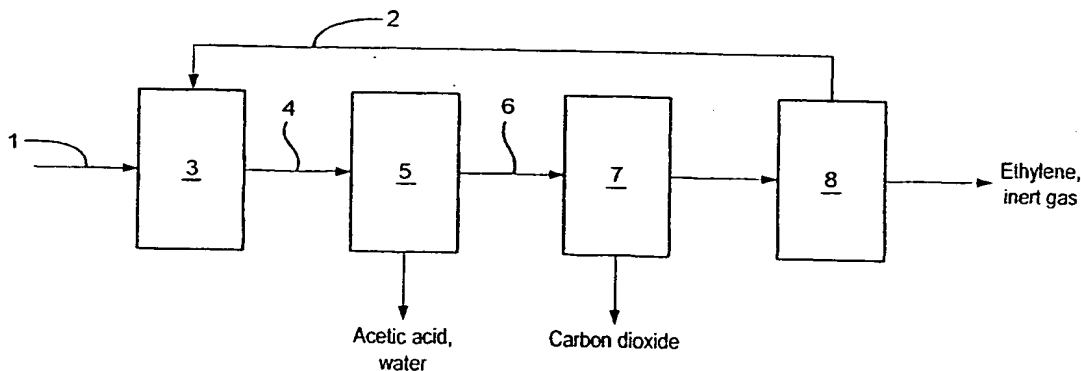 2
1
3
4
5
6
7
8
Ethylene,
inert gas
Acetic acid,
water
Carbon dioxide